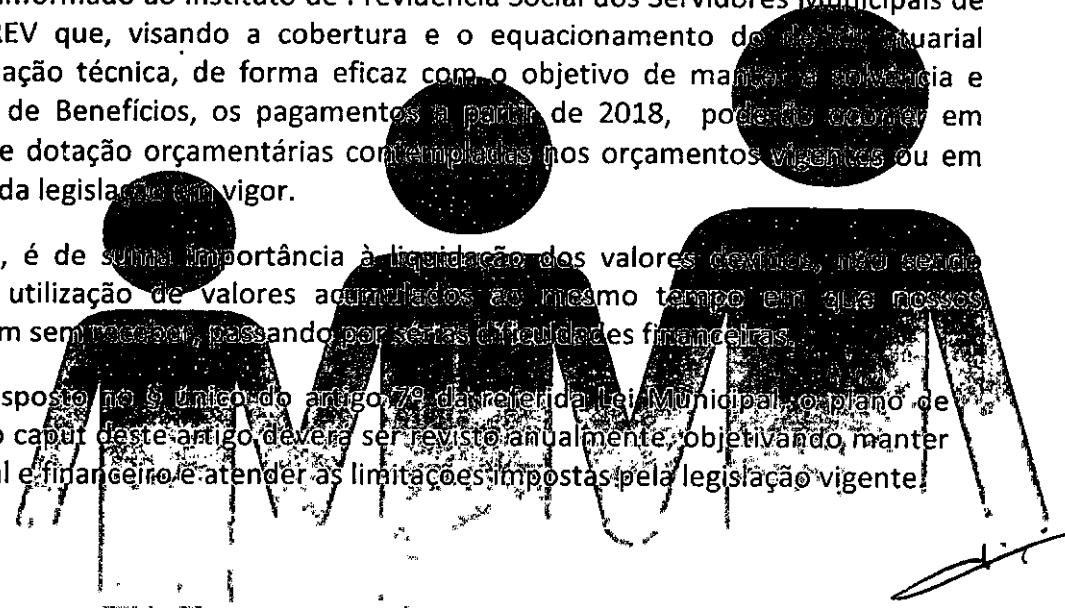 informado ao Instituto de Previdência Social dos Servidores Municipais de
REV que, visando a cobertura e o equacionamento do atuarial
ação técnica, de forma eficaz com o objetivo de manter a solvência e
de Benefícios, os pagamentos a partir de 2018, poderão ocorrer em
e dotação orçamentárias contempladas nos orçamentos vigentes ou em
da legislação em vigor.
, é de suma importância à liquidação dos valores devidos, não sendo
utilização de valores acumulados ao mesmo tempo em que nossos
m sem receber, passando por sérias dificuldades financeiras.
sposto no § único do artigo 7º da referida Lei Municipal o plano de
o caput deste artigo devera ser revisto anualmente, objetivando manter
l e financeiro e atender as limitações impostas pela legislação vigente.